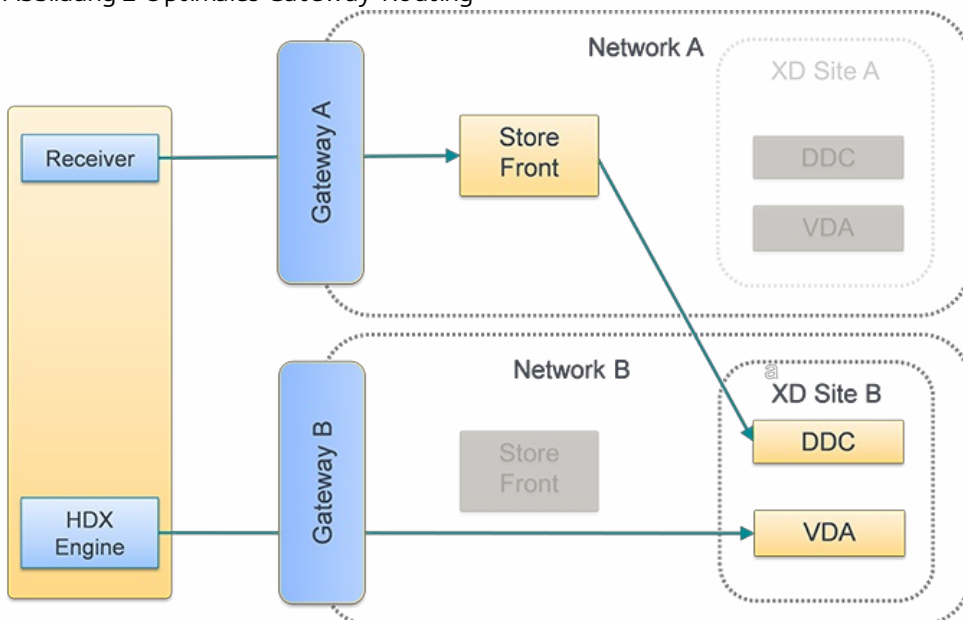 Abbildung 2 Optimales Gateway-Routing
Network A
XD Site A
Gateway A
Receiver
Store
Front
DDC
VDA
Network B
XD Site B
Gateway B
Store
Front
DDC
HDX
Engine
VDA